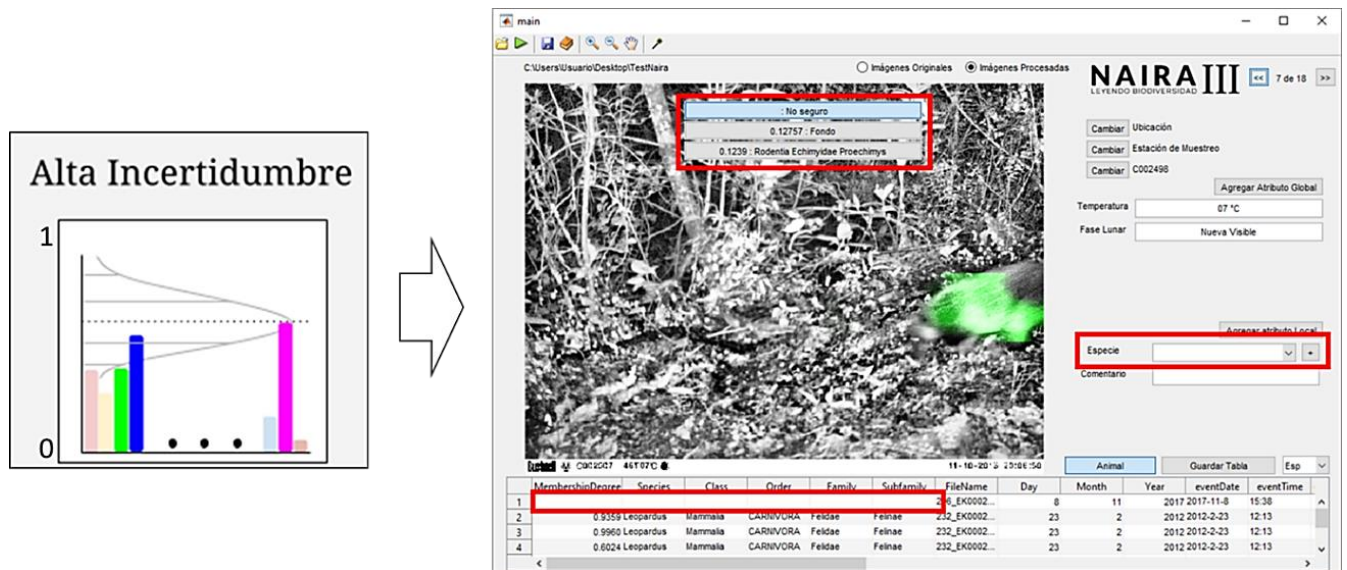 Alta Incertidumbre
1
0
main
C:\Users\Usuario\Desktop\TestNaira
Imágenes Originales
Imágenes Procesadas
NAIRA III
LEYENDO BIODIVERSIDAD
<<
7 de 18
>>
: No seguro
0.12757 : Fondo
0.1239 : Rodentia Echimyidae Proechimys
Cambiar Ubicación
Cambiar Estación de Muestreo
Cambiar C002498
Agregar Atributo Global
Temperatura 07 °C
Fase Lunar Nueva Visible
Agregar atributo Local
Especie +
Comentario
Animal Guardar Tabla Esp
MembershipDegree Species Class Order Family Subfamily FileName Day Month Year eventDate eventTime
1 8 11 2017 2017-11-8 15:38
2 0.9359 Leopardus Mammalia CARNIVORA Felidae Felinae 232_EK0002... 23 2 2012 2012-2-23 12:13
3 0.9960 Leopardus Mammalia CARNIVORA Felidae Felinae 232_EK0002... 23 2 2012 2012-2-23 12:13
4 0.6024 Leopardus Mammalia CARNIVORA Felidae Felinae 232_EK0002... 23 2 2012 2012-2-23 12:13